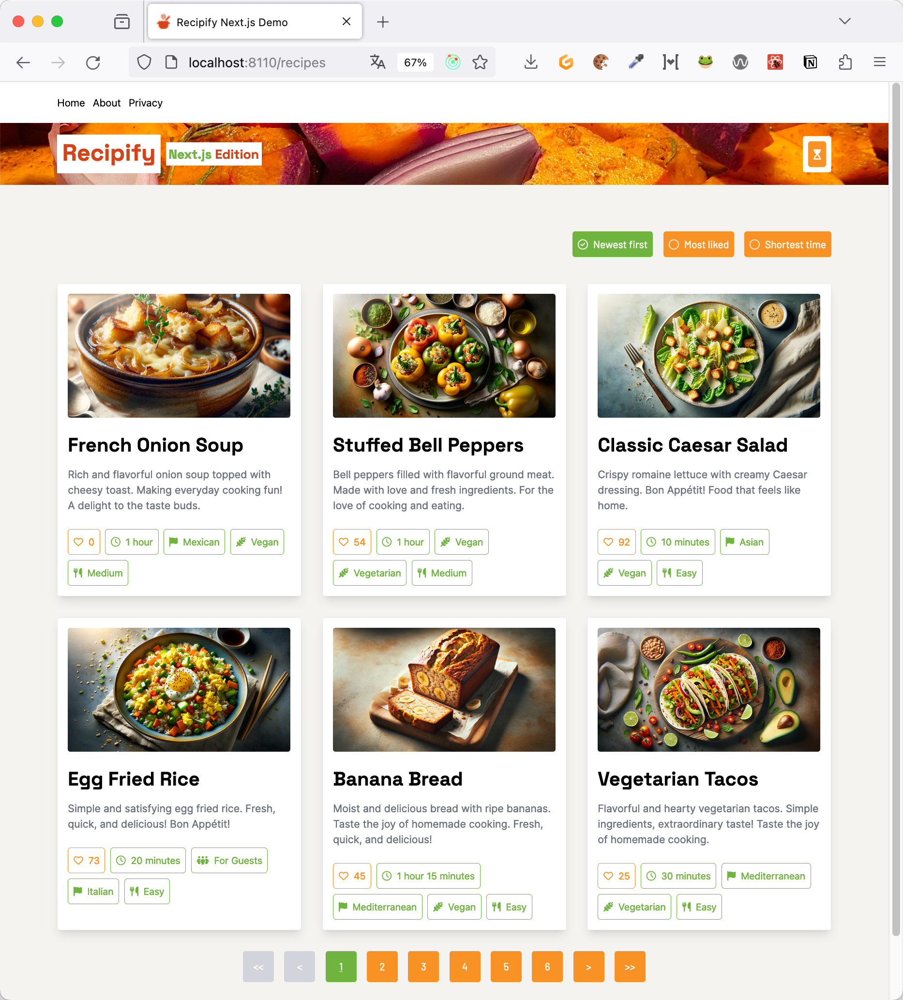 Recipify Next.js Demo
localhost:8110/recipes
67%
Home About Privacy
Recipify Next.js Edition
Newest first Most liked Shortest time
French Onion Soup
Rich and flavorful onion soup topped with
cheesy toast. Making everyday cooking fun!
A delight to the taste buds.
0 1 hour Mexican Vegan
Medium
Stuffed Bell Peppers
Bell peppers filled with flavorful ground meat.
Made with love and fresh ingredients. For the
love of cooking and eating.
54 1 hour Vegan
Vegetarian Medium
Classic Caesar Salad
Crispy romaine lettuce with creamy Caesar
dressing. Bon Appétit! Food that feels like
home.
92 10 minutes Asian
Vegan Easy
Egg Fried Rice
Simple and satisfying egg fried rice. Fresh,
quick, and delicious! Bon Appétit!
73 20 minutes For Guests
Italian Easy
Banana Bread
Moist and delicious bread with ripe bananas.
Taste the joy of homemade cooking. Fresh,
quick, and delicious!
45 1 hour 15 minutes
Mediterranean Vegan Easy
Vegetarian Tacos
Flavorful and hearty vegetarian tacos. Simple
ingredients, extraordinary taste! Taste the joy
of homemade cooking.
25 30 minutes Mediterranean
Vegetarian Easy
<< < 1 2 3 4 5 6 > >>